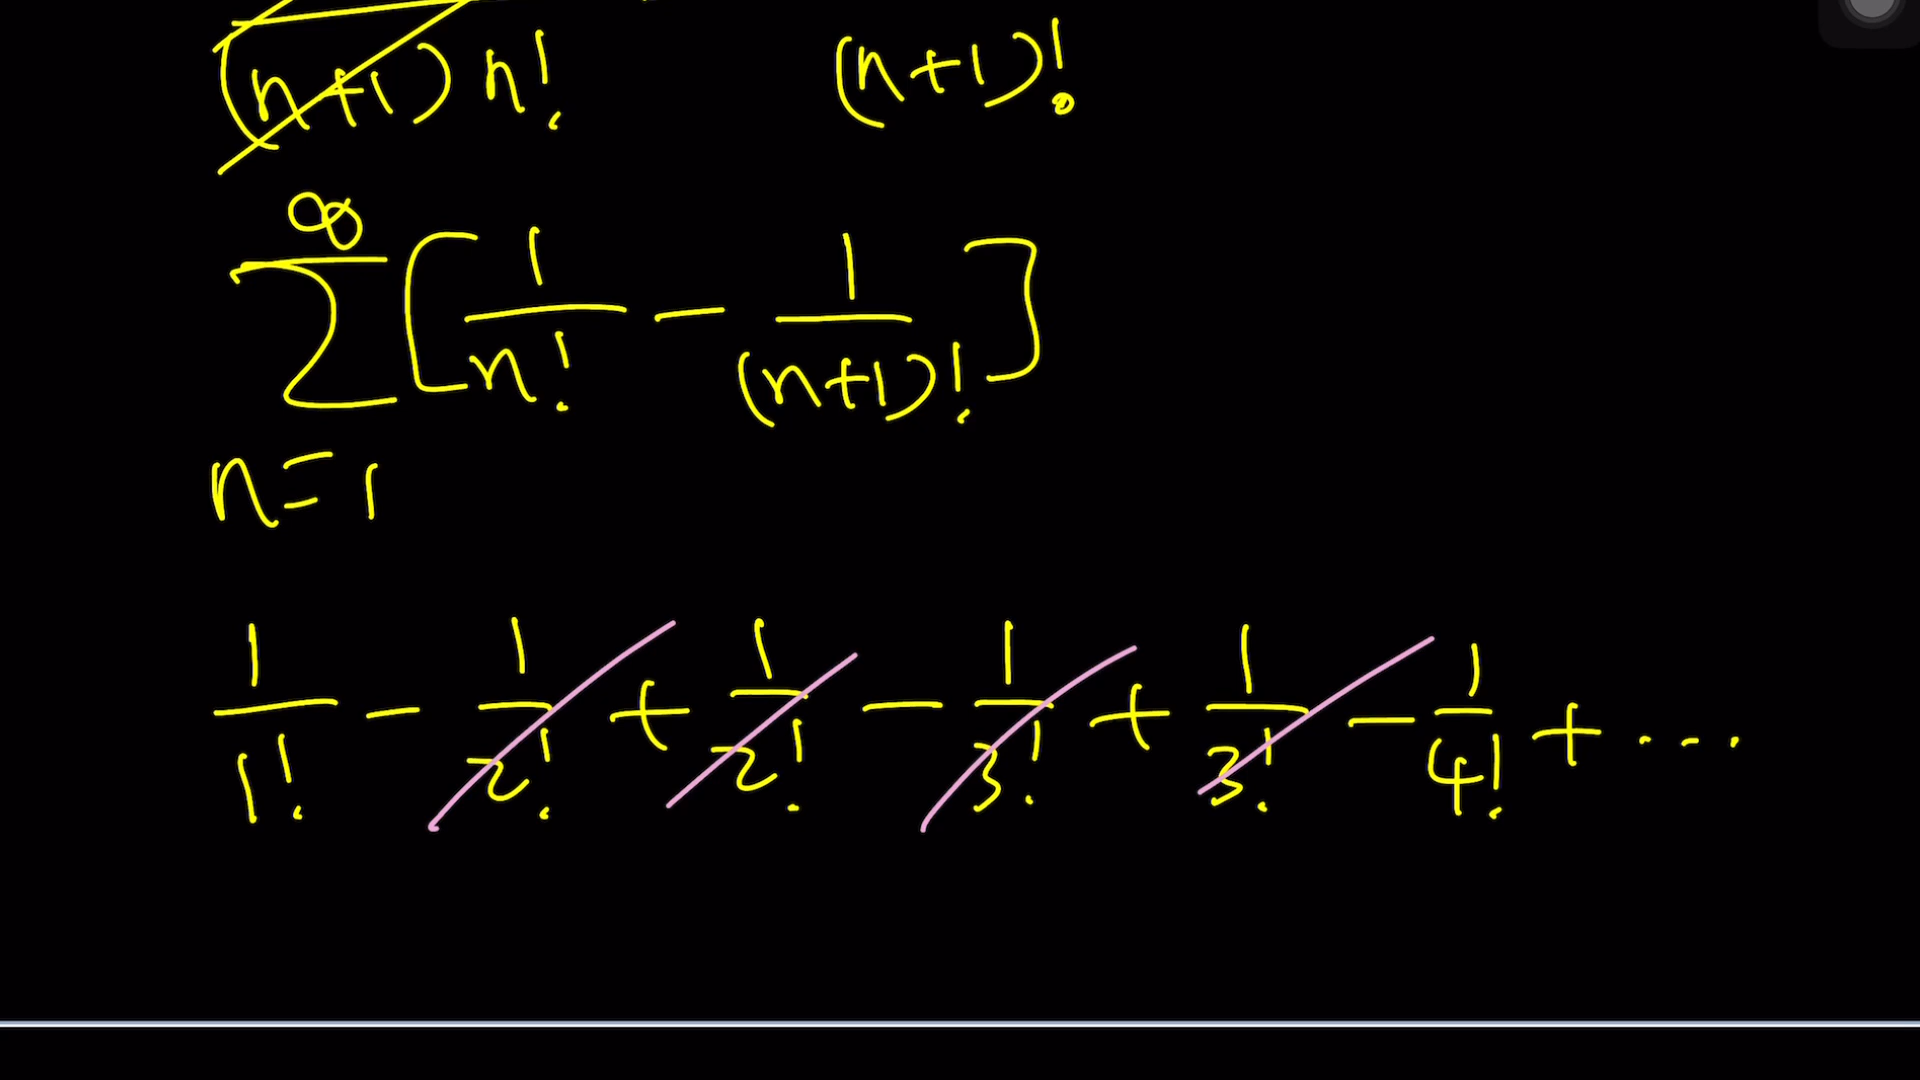 (n+1) n! (n+1)!
∞
∑ [ 1/n! − 1/(n+1)! ]
n=1
1/1! − 1/2! + 1/2! − 1/3! + 1/3! − 1/4! + ...